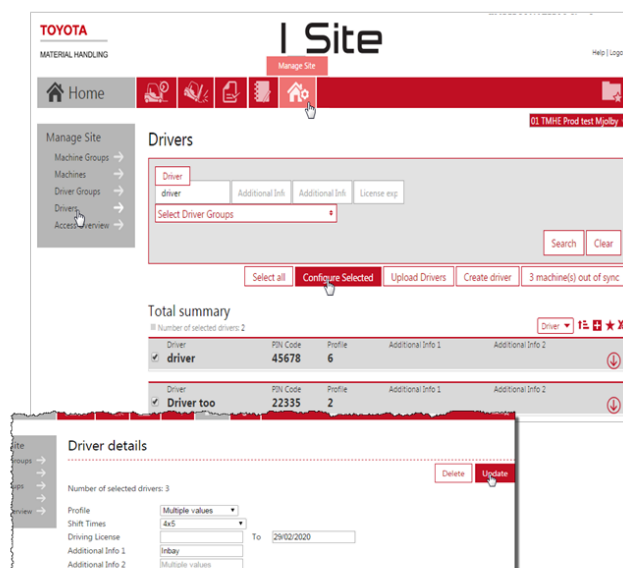 TOYOTA
MATERIAL HANDLING
I Site
Help | Logo
Manage Site
Home
01 TMHE Prod test Mjolby
Manage Site
Machine Groups
Machines
Driver Groups
Drivers
Access Overview
Drivers
Driver
driver Additional Inf Additional Inf License exp
Select Driver Groups
Search Clear
Select all Configure Selected Upload Drivers Create driver 3 machine(s) out of sync
Total summary
Number of selected drivers: 2
Driver
Driver PIN Code Profile Additional Info 1 Additional Info 2
driver 45678 6
Driver PIN Code Profile Additional Info 1 Additional Info 2
Driver too 22335 2
ite
roups
ups
erview
Driver details
Delete Update
Number of selected drivers: 3
Profile Multiple values
Shift Times 4x5
Driving License To 29/02/2020
Additional Info 1 Inbay
Additional Info 2 Multiple values